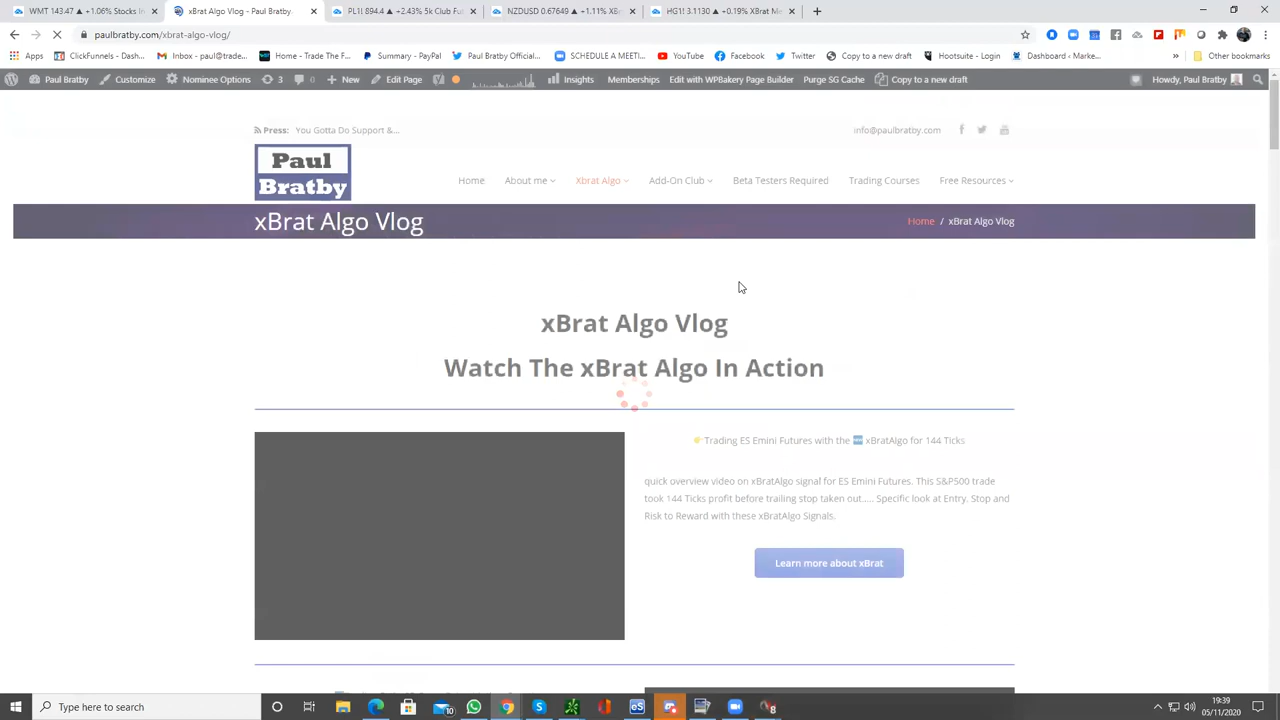 WMT 143.47 ▲ +1.06% Stocks
xBrat Algo Vlog - Paul Bratby.
PL1! 894.4 ▲ +2.43% 5k Club Fu
NZDUSD 0.67649 ▲ +1.11% XB
HG1! 3.1130 ▲ +0.19% XBrat Me
paulbratby.com/xbrat-algo-vlog/
Apps
ClickFunnels - Dash...
Inbox - paul@trade...
Home - Trade The F...
Summary - PayPal
Paul Bratby Official...
SCHEDULE A MEETI...
YouTube
Facebook
Twitter
Copy to a new draft
Hootsuite - Login
Dashboard ‹ Marke...
»
Other bookmarks
Paul Bratby
Customize
Nominee Options
3
0
New
Edit Page
Insights
Memberships
Edit with WPBakery Page Builder
Purge SG Cache
Copy to a new draft
Howdy, Paul Bratby
Press: You Gotta Do Support &...
info@paulbratby.com
Paul
Bratby
Home
About me
Xbrat Algo
Add-On Club
Beta Testers Required
Trading Courses
Free Resources
xBrat Algo Vlog
Home / xBrat Algo Vlog
xBrat Algo Vlog
Watch The xBrat Algo In Action
👉Trading ES Emini Futures with the 🆕 xBratAlgo for 144 Ticks
quick overview video on xBratAlgo signal for ES Emini Futures. This S&P500 trade
took 144 Ticks profit before trailing stop taken out..... Specific look at Entry. Stop and
Risk to Reward with these xBratAlgo Signals.
Learn more about xBrat
Type here to search
19:39
05/11/2020